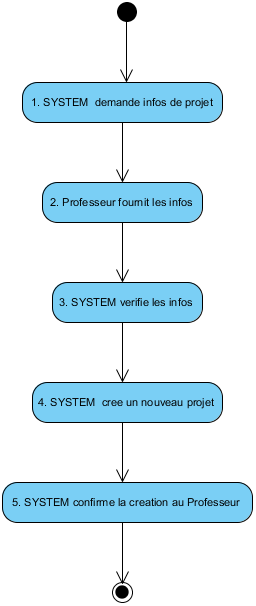 1. SYSTEM  demande infos de projet
2. Professeur fournit les infos
3. SYSTEM verifie les infos
4. SYSTEM  cree un nouveau projet
5. SYSTEM confirme la creation au Professeur